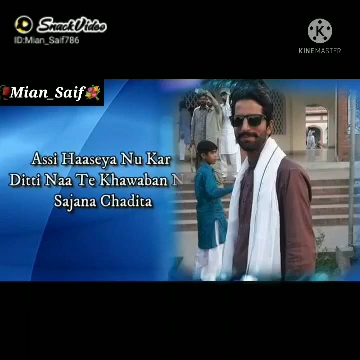 SnackVideo
ID:Mian_Saif786
KINEMASTER
Mian_Saif
Assi Haaseya Nu Kar
Ditti Naa Te Khawaban N
Sajana Chadita